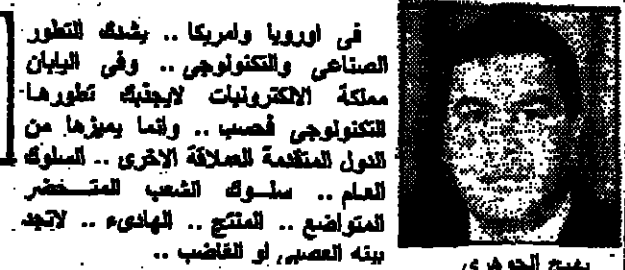 فى اوروبا وامريكا .. يشدك التطور
الصناعى والتكنولوجى .. وفى اليابان
مملكة الالكترونيات لايجذبك تطورها
التكنولوجى فحسب .. وانما يميزها عن
الدول المتقدمة العملاقة الاخرى .. السلوك
العام .. سلوك الشعب المتحضر
المتواضع .. المنتج .. الهادىء .. لاتجد
بينه العصبى او الغاضب ..
الجوهرى